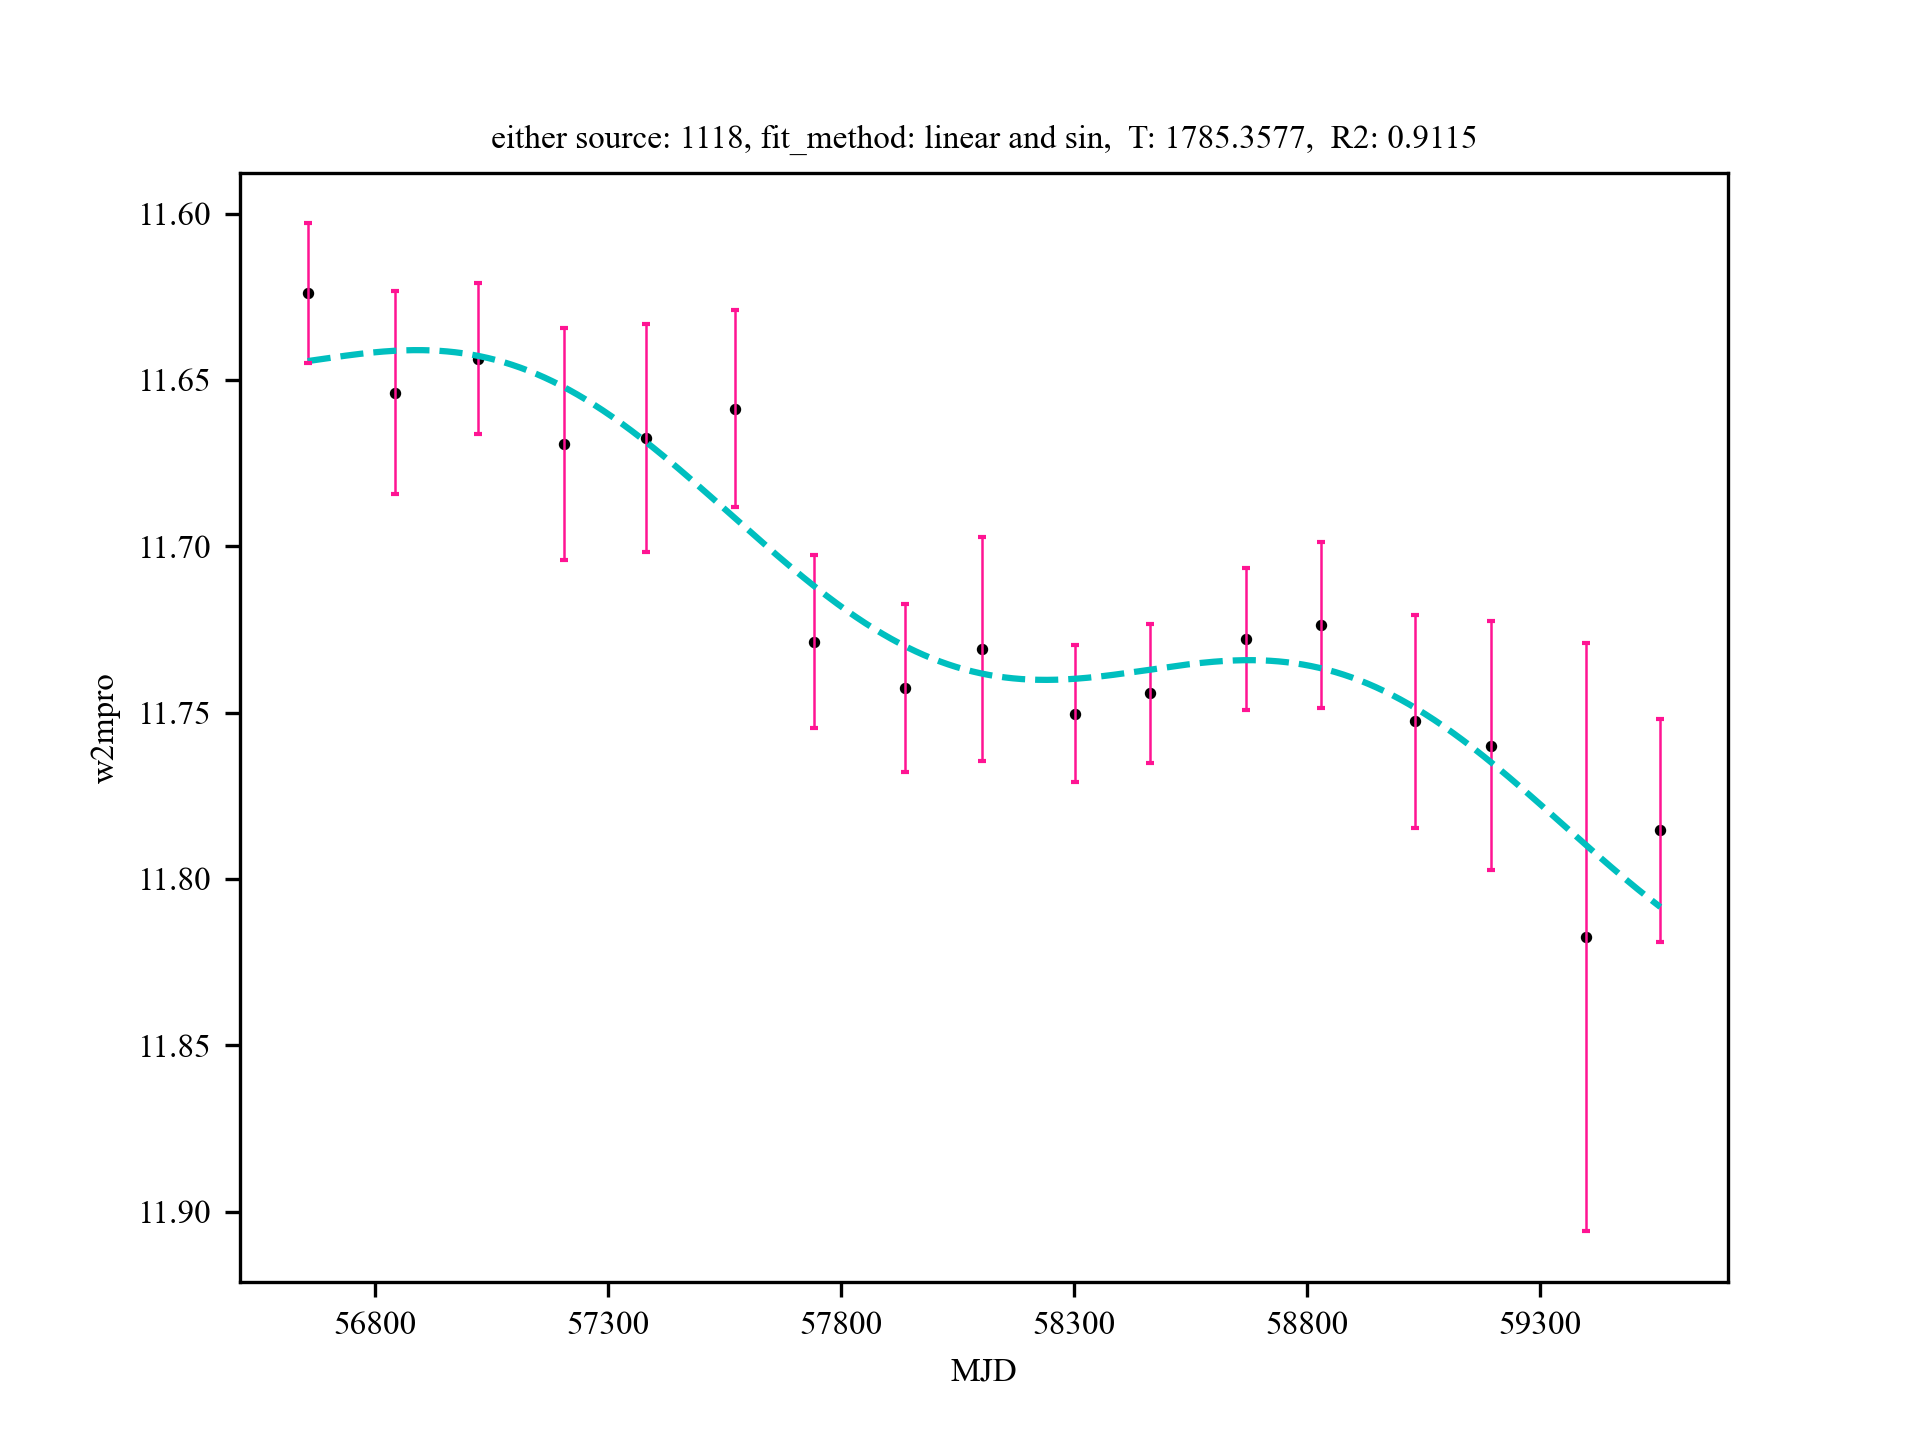 either source: 1118, fit_method: linear and sin,  T: 1785.3577,  R2: 0.9115
11.60
11.65
11.70
11.75
11.80
11.85
11.90
w2mpro
56800 57300 57800 58300 58800 59300
MJD